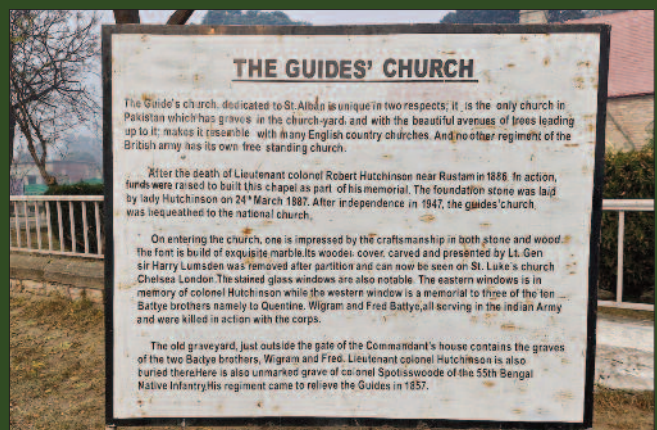 THE GUIDES' CHURCH
The Guide's church, dedicated to St. Alban is unique in two respects; it is the only church in
Pakistan which has graves in the church-yard, and with the beautiful avenues of trees leading
up to it; makes it resemble with many English country churches. And no other regiment of the
British army has its own free standing church.
After the death of Lieutenant colonel Robert Hutchinson near Rustam in 1886. In action,
funds were raised to built this chapel as part of his memorial. The foundation stone was laid
by lady Hutchinson on 24th March 1887. After independence in 1947, the guides' church
was bequeathed to the national church.
On entering the church, one is impressed by the craftsmanship in both stone and wood.
The font is build of exquisite marble. Its wooden cover, carved and presented by Lt. Gen
sir Harry Lumsden was removed after partition and can now be seen on St. Luke's church
Chelsea London. The stained glass windows are also notable. The eastern windows is in
memory of colonel Hutchinson while the western window is a memorial to three of the ten
Battye brothers namely to Quentine, Wigram and Fred Battye, all serving in the indian Army
and were killed in action with the corps.
The old graveyard, just outside the gate of the Commandant's house contains the graves
of the two Battye brothers, Wigram and Fred. Lieutenant colonel Hutchinson is also
buried there. Here is also unmarked grave of colonel Spotisswoode of the 55th Bengal
Native Infantry. His regiment came to relieve the Guides in 1857.